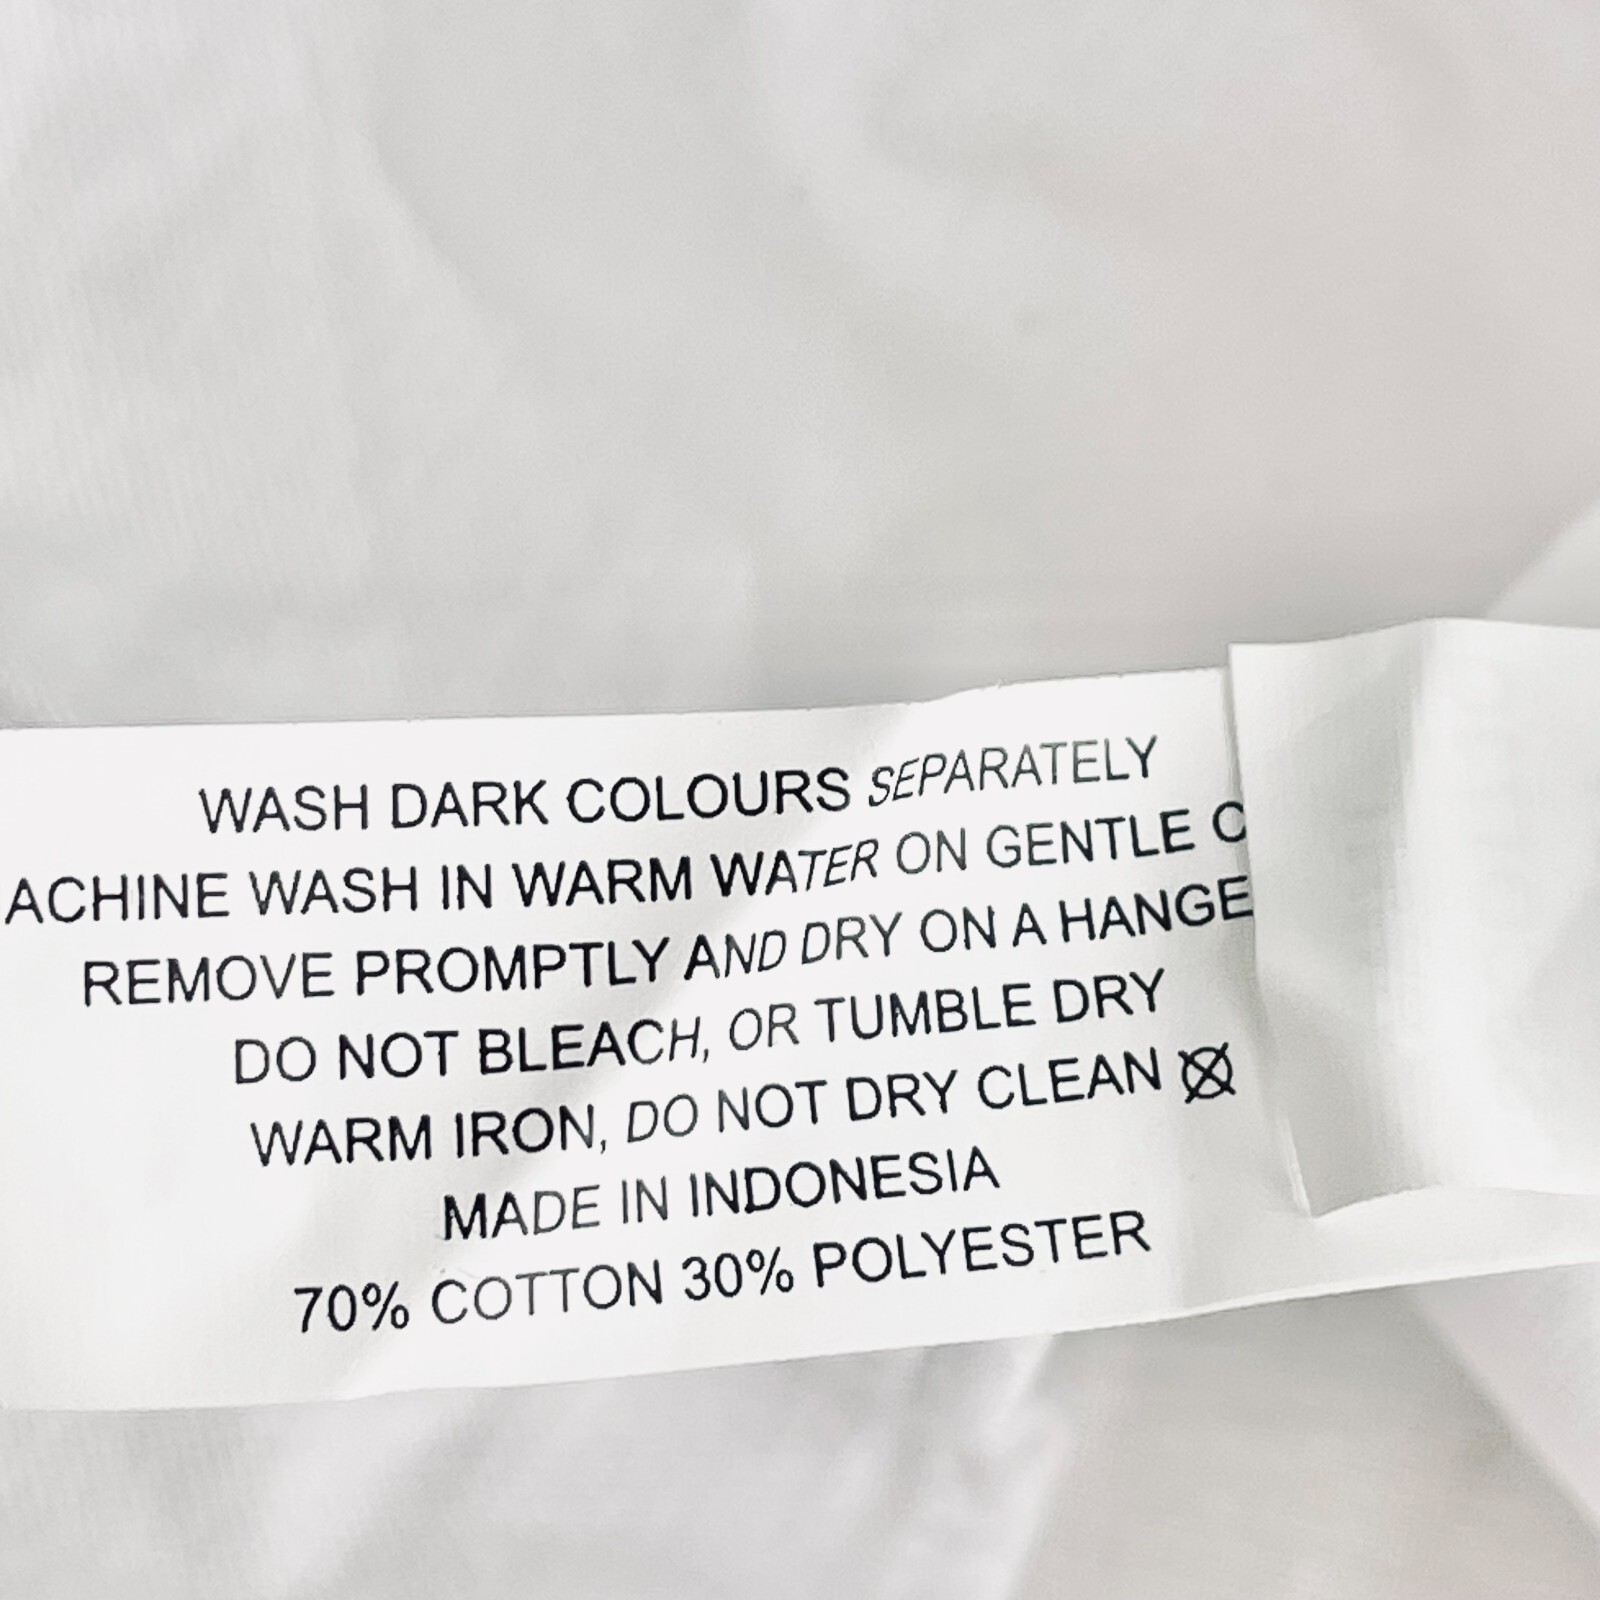 WASH DARK COLOURS SEPARATELY
ACHINE WASH IN WARM WATER ON GENTLE C
REMOVE PROMPTLY AND DRY ON A HANGE
DO NOT BLEACH, OR TUMBLE DRY
WARM IRON, DO NOT DRY CLEAN
MADE IN INDONESIA
70% COTTON 30% POLYESTER